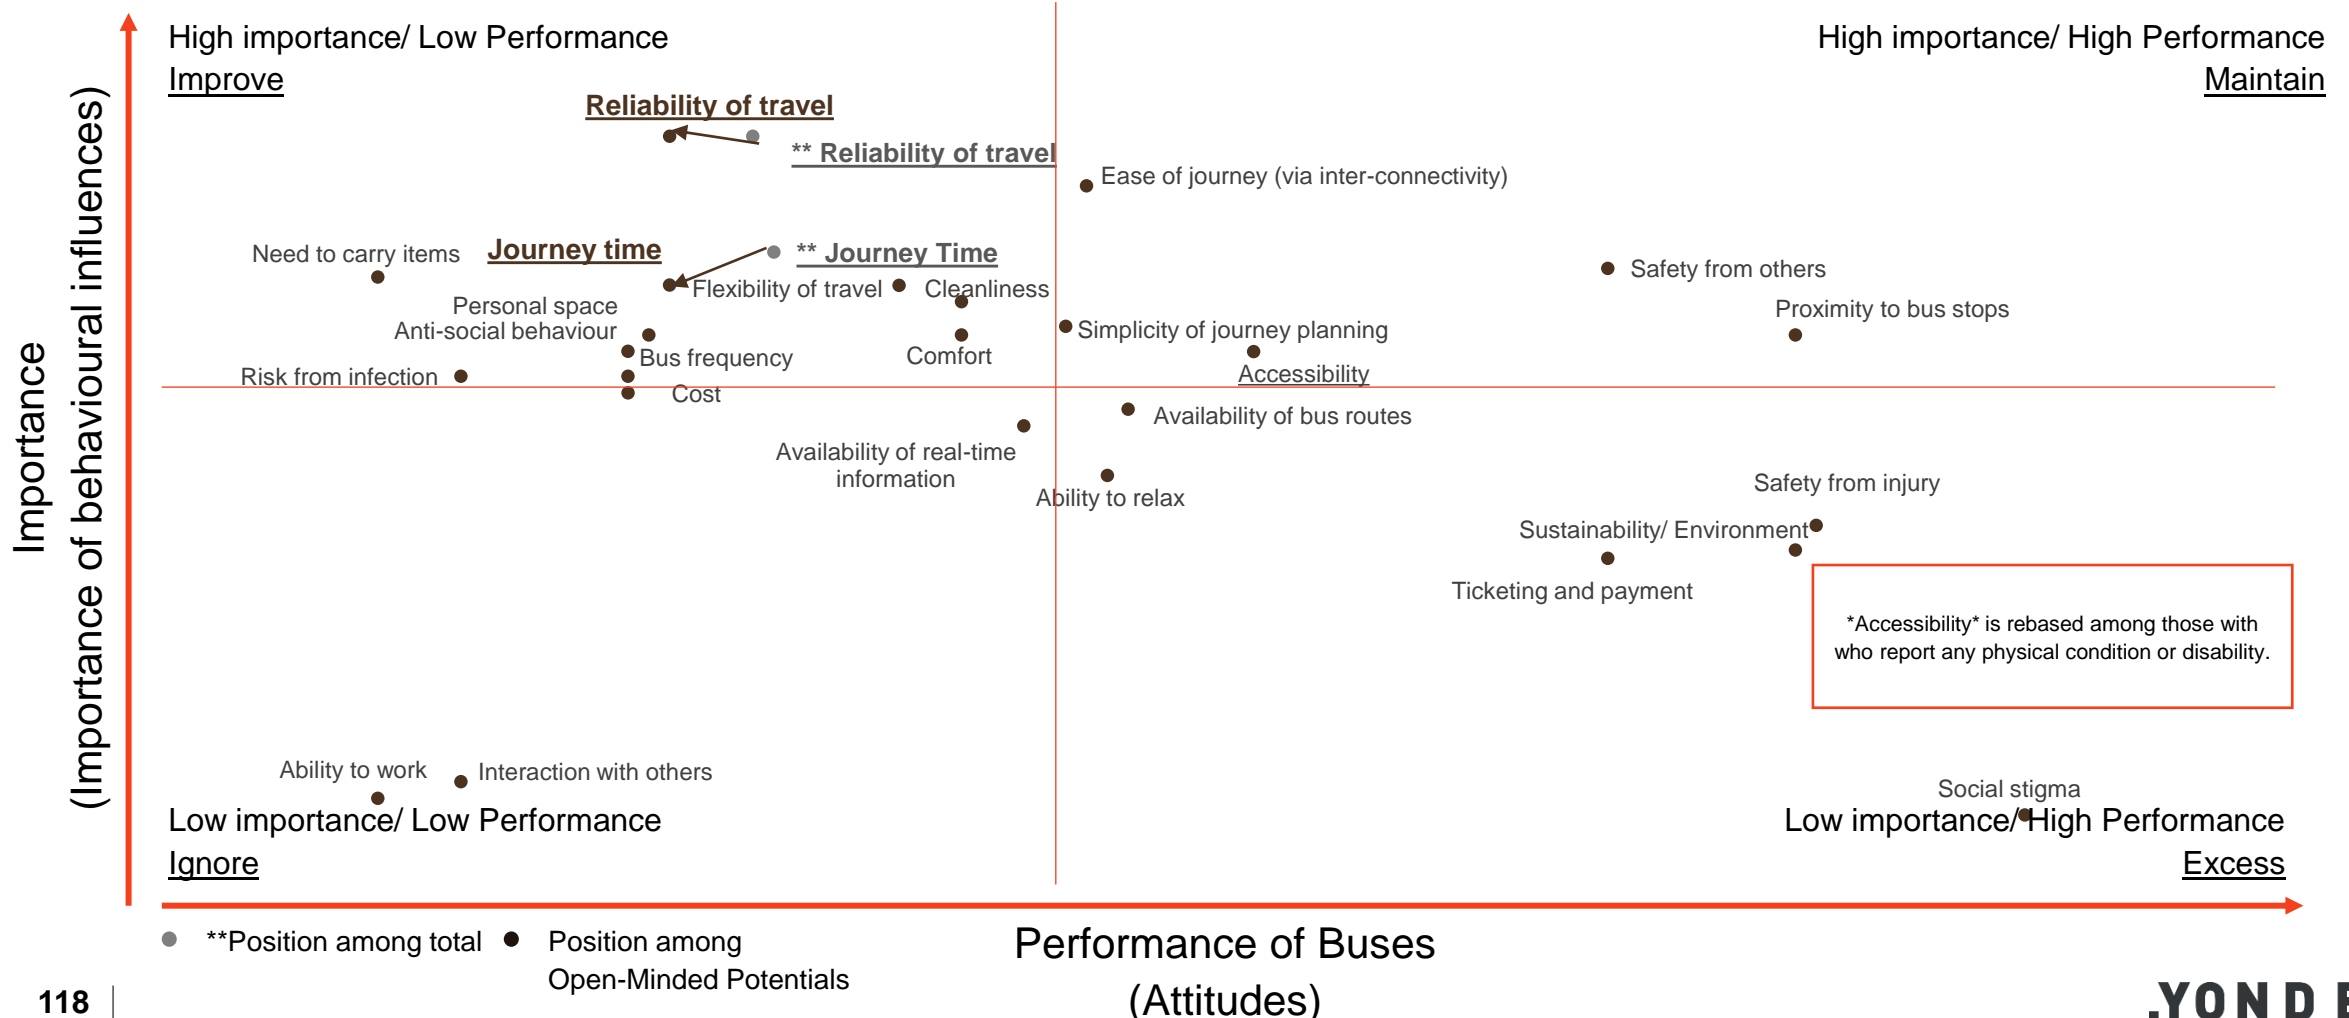 High importance/ Low Performance
Improve
High importance/ High Performance
Maintain
Importance
(Importance of behavioural influences)
Reliability of travel
** Reliability of travel
Ease of journey (via inter-connectivity)
Need to carry items
Journey time
** Journey Time
Safety from others
Flexibility of travel
Cleanliness
Personal space
Proximity to bus stops
Anti-social behaviour
Simplicity of journey planning
Bus frequency
Comfort
Risk from infection
Accessibility
Cost
Availability of bus routes
Availability of real-time
information
Ability to relax
Safety from injury
Sustainability/ Environment
Ticketing and payment
*Accessibility* is rebased among those with
who report any physical condition or disability.
Ability to work
Interaction with others
Social stigma
Low importance/ Low Performance
Ignore
Low importance/ High Performance
Excess
**Position among total
Position among
Open-Minded Potentials
Performance of Buses
(Attitudes)
118
.YOND